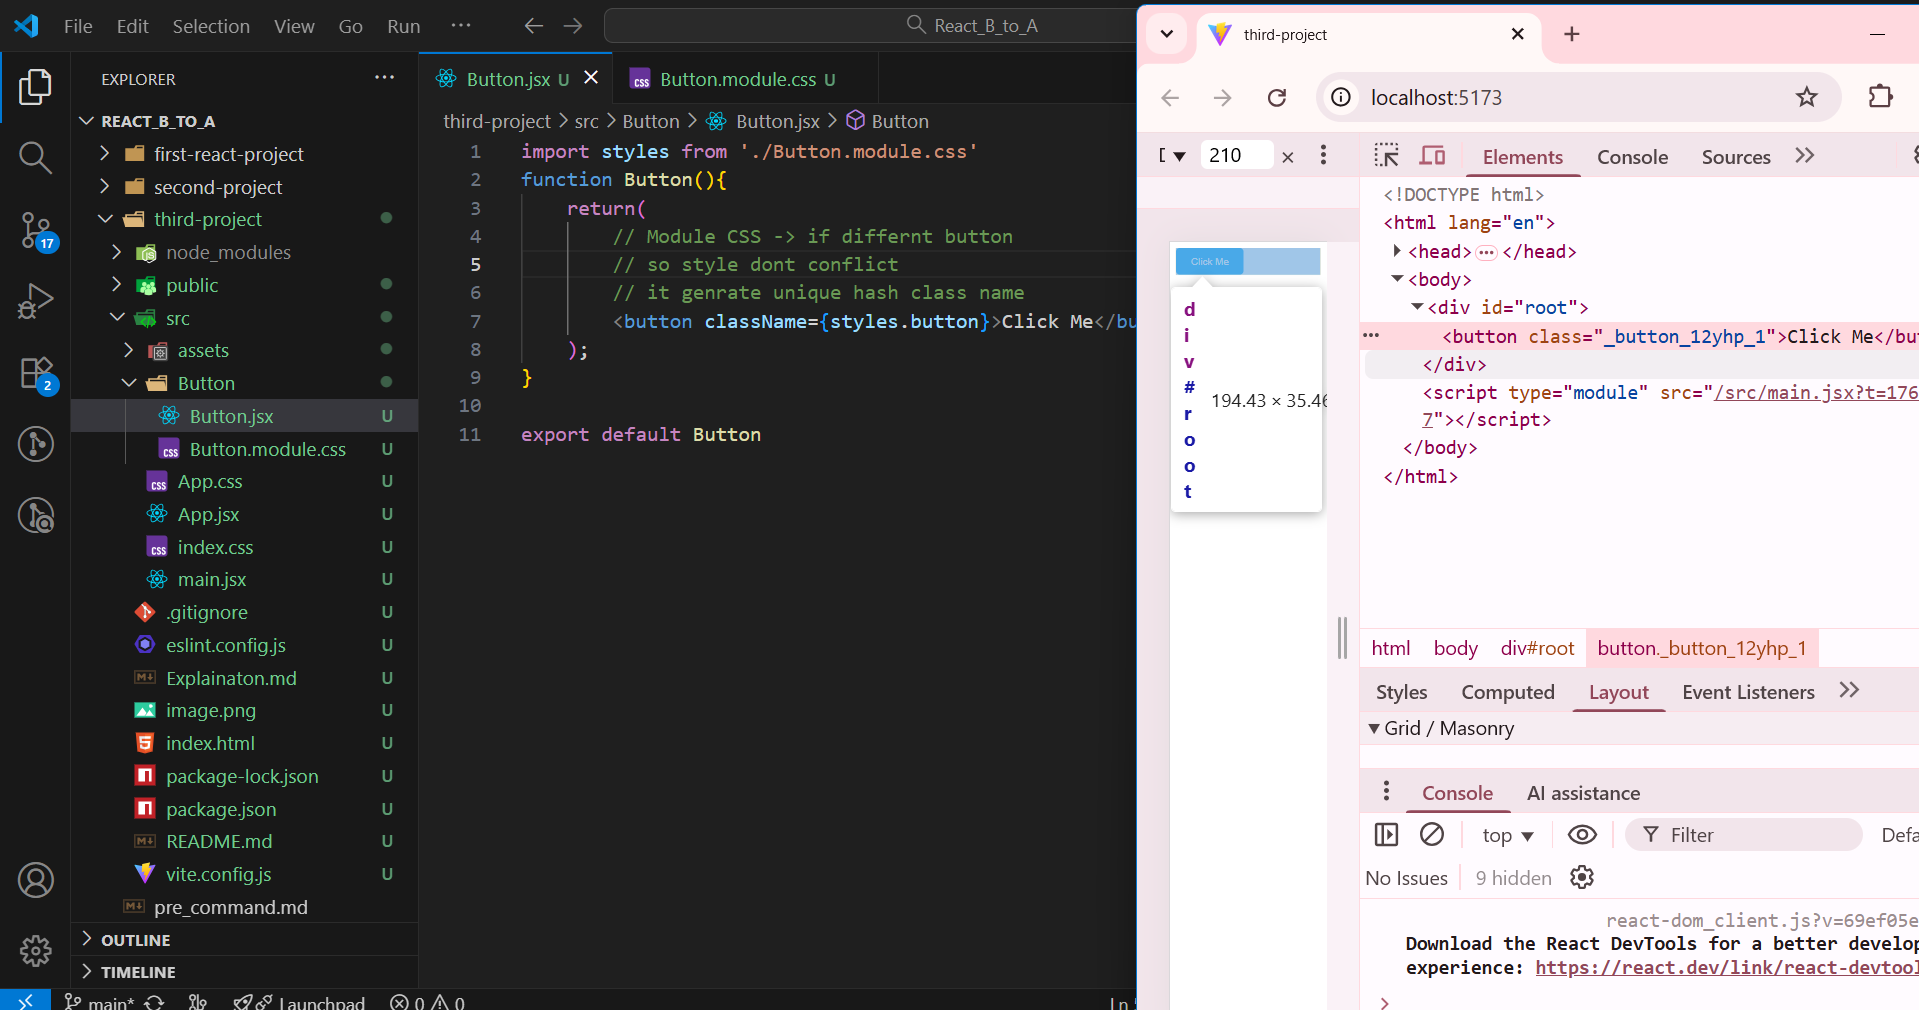 File Edit Selection View Go Run ··· React_B_to_A
EXPLORER
REACT_B_TO_A
first-react-project
second-project
third-project
node_modules
public
src
assets
Button
Button.jsx U
Button.module.css U
App.css U
App.jsx U
index.css U
main.jsx U
.gitignore U
eslint.config.js U
Explainaton.md U
image.png U
index.html U
package-lock.json U
package.json U
README.md U
vite.config.js U
pre_command.md
OUTLINE
TIMELINE
17
2
main* Launchpad 0 0
Ln
Button.jsx U Button.module.css U
third-project > src > Button > Button.jsx > Button
1 import styles from './Button.module.css'
2 function Button(){
3 return(
4 // Module CSS -> if differnt button
5 // so style dont conflict
6 // it genrate unique hash class name
7 <button className={styles.button}>Click Me</bu
8 );
9 }
10
11 export default Button
third-project
localhost:5173
210 ×
Click Me
div#root
194.43 × 35.46
Elements Console Sources
<!DOCTYPE html>
<html lang="en">
<head>···</head>
<body>
<div id="root">
··· <button class="_button_12yhp_1">Click Me</but
</div>
<script type="module" src="/src/main.jsx?t=176
7"></script>
</body>
</html>
html body div#root button._button_12yhp_1
Styles Computed Layout Event Listeners
Grid / Masonry
Console AI assistance
top Filter Defa
No Issues 9 hidden
react-dom_client.js?v=69ef05e
Download the React DevTools for a better develop
experience: https://react.dev/link/react-devtool